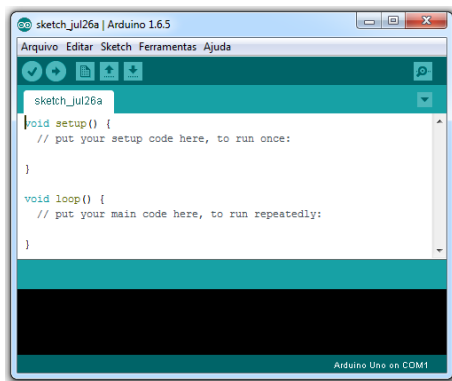 sketch_jul26a | Arduino 1.6.5
Arquivo Editar Sketch Ferramentas Ajuda
sketch_jul26a
void setup() {
  // put your setup code here, to run once:
}
void loop() {
  // put your main code here, to run repeatedly:
}
Arduino Uno on COM1